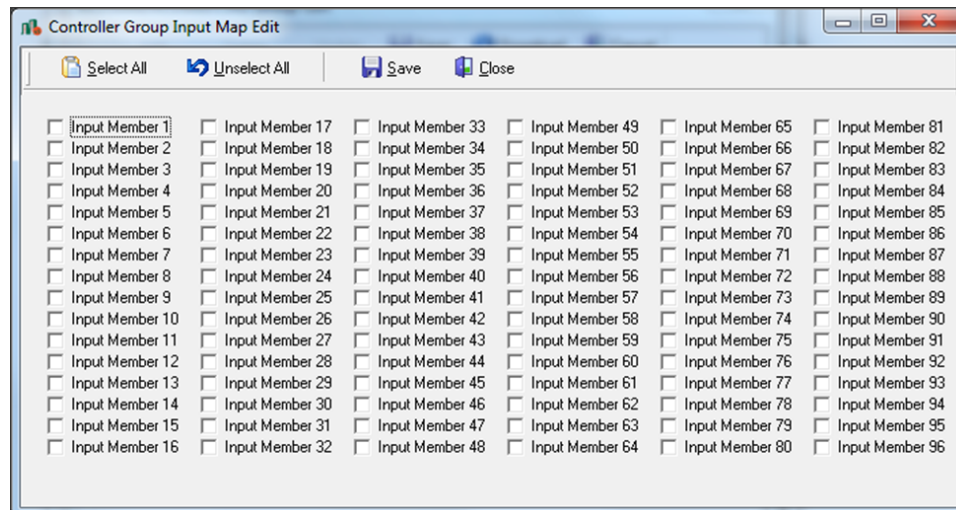 Controller Group Input Map Edit
Select All Unselect All Save Close
Input Member 1 Input Member 17 Input Member 33 Input Member 49 Input Member 65 Input Member 81
Input Member 2 Input Member 18 Input Member 34 Input Member 50 Input Member 66 Input Member 82
Input Member 3 Input Member 19 Input Member 35 Input Member 51 Input Member 67 Input Member 83
Input Member 4 Input Member 20 Input Member 36 Input Member 52 Input Member 68 Input Member 84
Input Member 5 Input Member 21 Input Member 37 Input Member 53 Input Member 69 Input Member 85
Input Member 6 Input Member 22 Input Member 38 Input Member 54 Input Member 70 Input Member 86
Input Member 7 Input Member 23 Input Member 39 Input Member 55 Input Member 71 Input Member 87
Input Member 8 Input Member 24 Input Member 40 Input Member 56 Input Member 72 Input Member 88
Input Member 9 Input Member 25 Input Member 41 Input Member 57 Input Member 73 Input Member 89
Input Member 10 Input Member 26 Input Member 42 Input Member 58 Input Member 74 Input Member 90
Input Member 11 Input Member 27 Input Member 43 Input Member 59 Input Member 75 Input Member 91
Input Member 12 Input Member 28 Input Member 44 Input Member 60 Input Member 76 Input Member 92
Input Member 13 Input Member 29 Input Member 45 Input Member 61 Input Member 77 Input Member 93
Input Member 14 Input Member 30 Input Member 46 Input Member 62 Input Member 78 Input Member 94
Input Member 15 Input Member 31 Input Member 47 Input Member 63 Input Member 79 Input Member 95
Input Member 16 Input Member 32 Input Member 48 Input Member 64 Input Member 80 Input Member 96